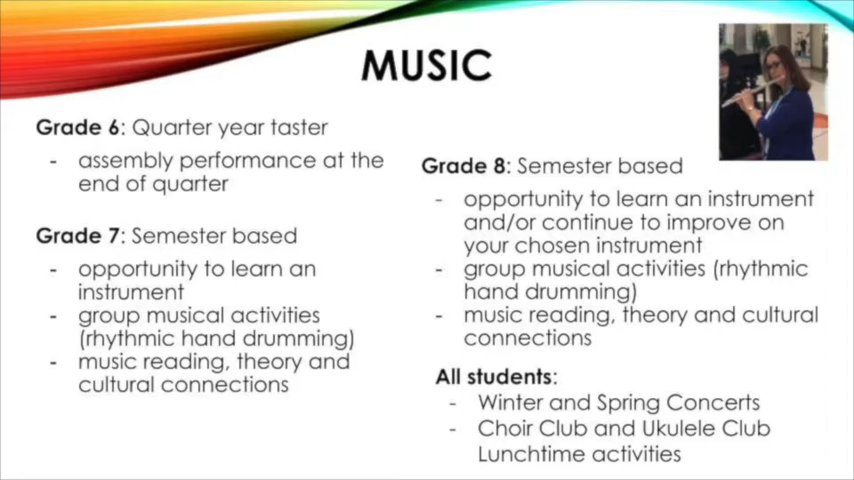 MUSIC
Grade 6: Quarter year taster
- assembly performance at the
end of quarter
Grade 7: Semester based
- opportunity to learn an
instrument
- group musical activities
(rhythmic hand drumming)
- music reading, theory and
cultural connections
Grade 8: Semester based
- opportunity to learn an instrument
and/or continue to improve on
your chosen instrument
- group musical activities (rhythmic
hand drumming)
- music reading, theory and cultural
connections
All students:
- Winter and Spring Concerts
- Choir Club and Ukulele Club
Lunchtime activities